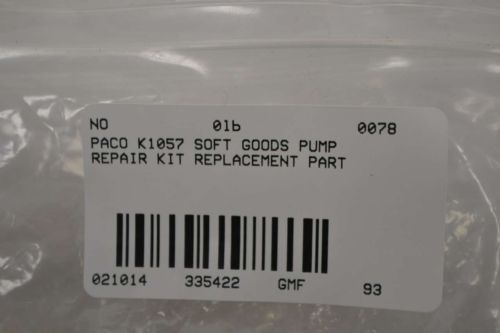 NO 01b 0078
PACO K1057 SOFT GOODS PUMP
REPAIR KIT REPLACEMENT PART
021014 335422 GMF 93